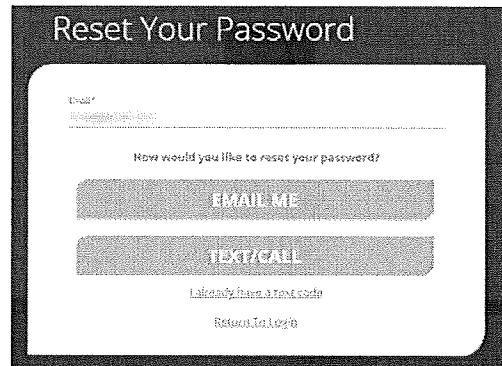 Reset Your Password
Email*
How would you like to reset your password?
EMAIL ME
TEXT/CALL
I already have a text code
Return To Login